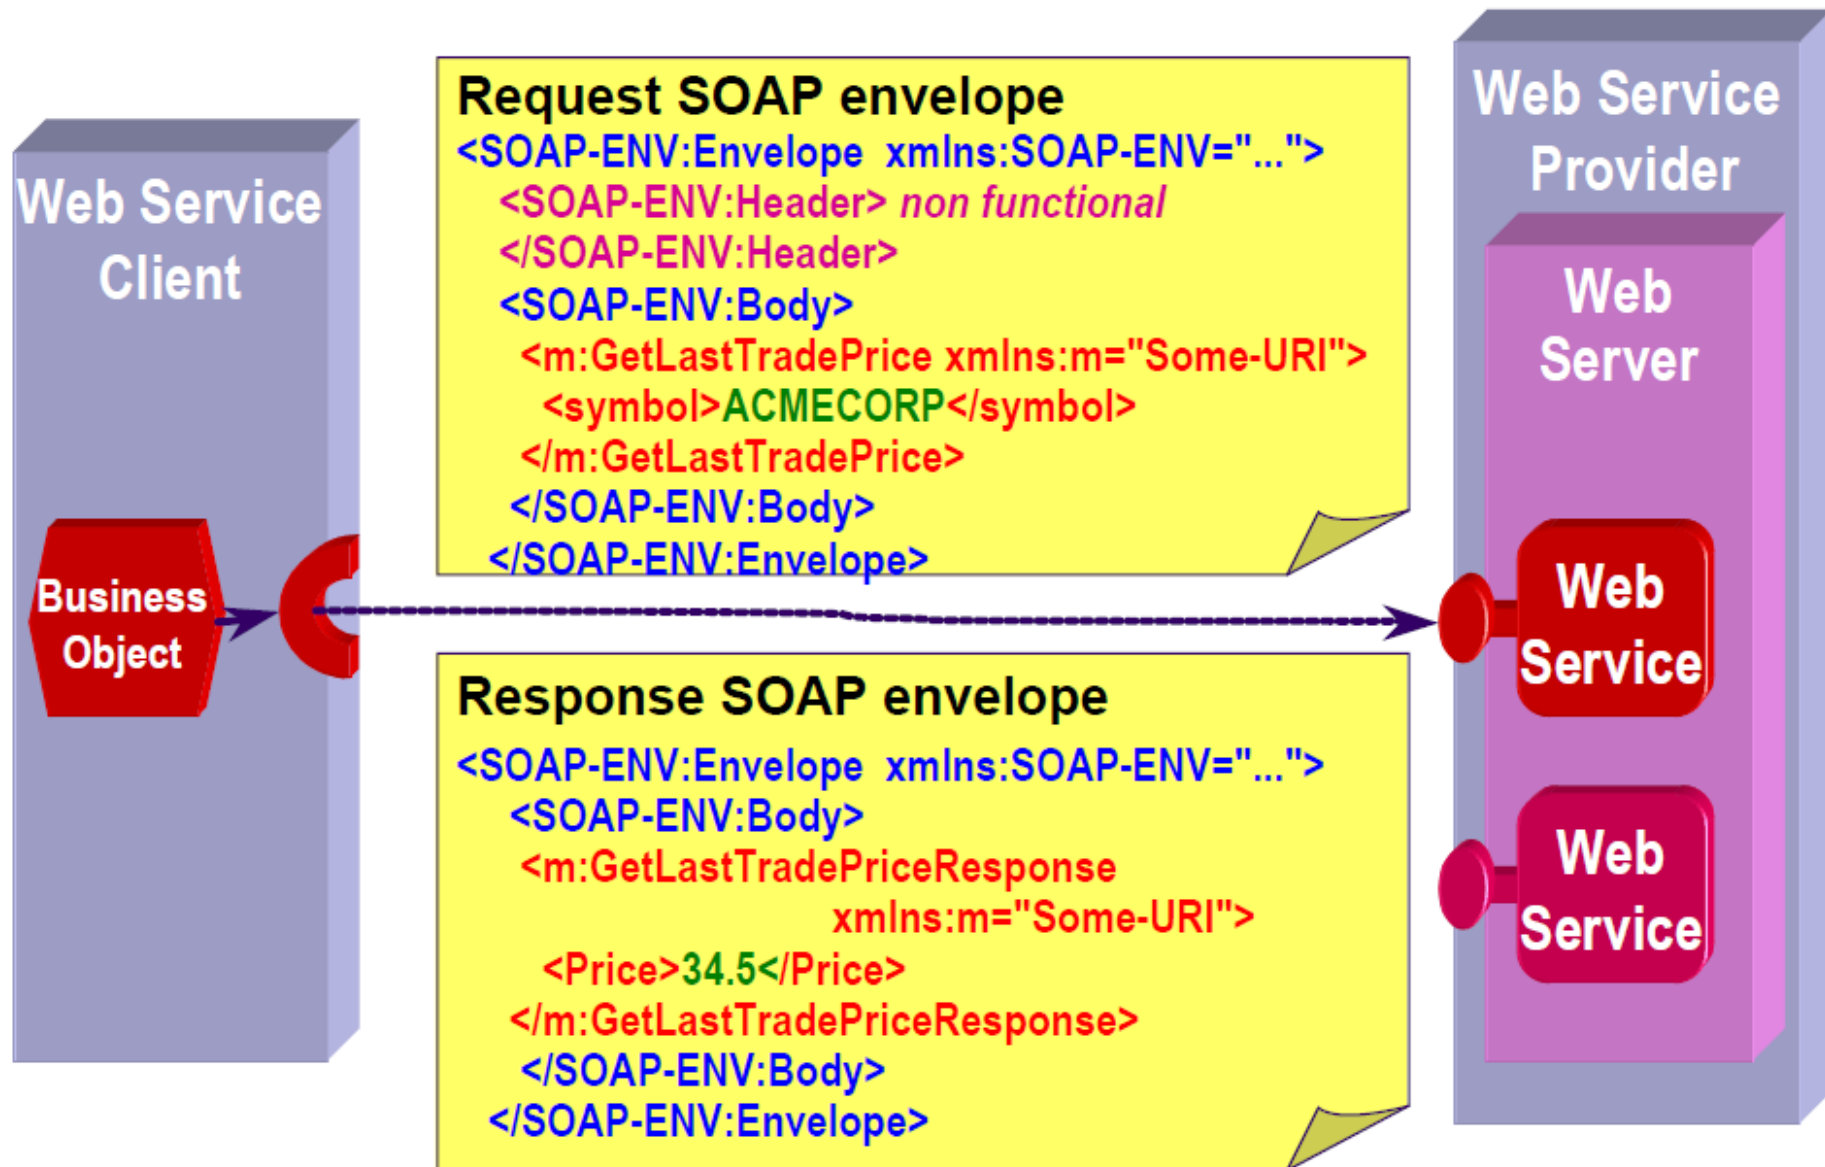 Web Service
Client
Business
Object
Request SOAP envelope
<SOAP-ENV:Envelope xmlns:SOAP-ENV="...">
<SOAP-ENV:Header> non functional
</SOAP-ENV:Header>
<SOAP-ENV:Body>
<m:GetLastTradePrice xmlns:m="Some-URI">
<symbol>ACMECORP</symbol>
</m:GetLastTradePrice>
</SOAP-ENV:Body>
</SOAP-ENV:Envelope>
Response SOAP envelope
<SOAP-ENV:Envelope xmlns:SOAP-ENV="...">
<SOAP-ENV:Body>
<m:GetLastTradePriceResponse
xmlns:m="Some-URI">
<Price>34.5</Price>
</m:GetLastTradePriceResponse>
</SOAP-ENV:Body>
</SOAP-ENV:Envelope>
Web Service
Provider
Web
Server
Web
Service
Web
Service